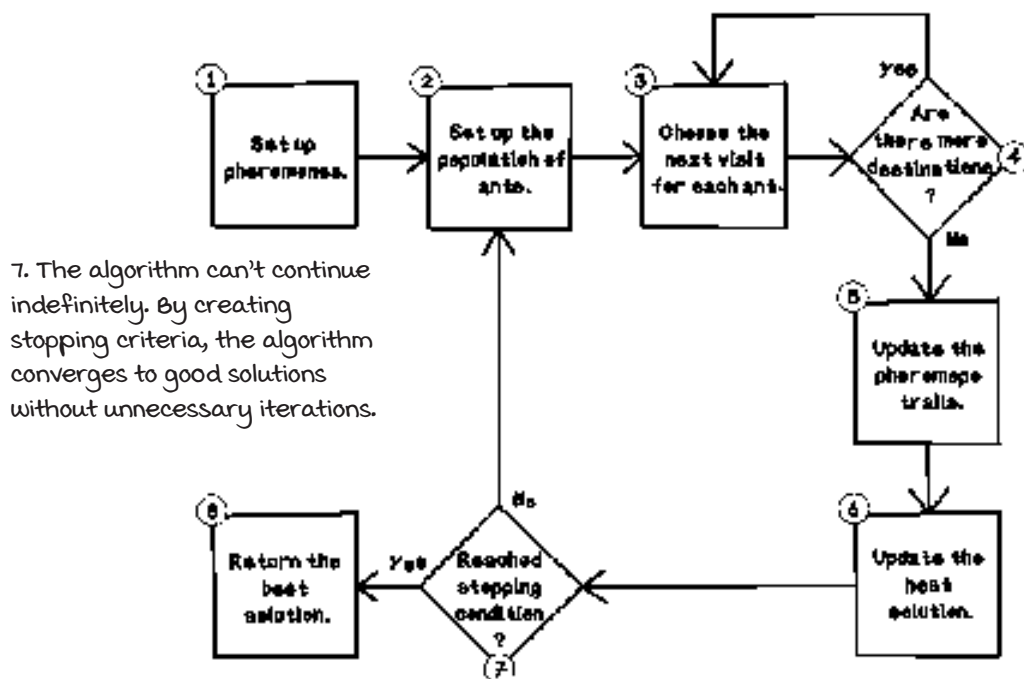 1
Set up
pheromones.
2
Set up the
population of
ants.
3
Choose the
next visit
for each ant.
Yes
Are
there more
destinations
?
4
No
7. The algorithm can't continue
indefinitely. By creating
stopping criteria, the algorithm
converges to good solutions
without unnecessary iterations.
5
Update the
pheromone
trails.
No
8
Return the
best
solution.
Yes
Reached
stopping
condition
?
7
6
Update the
best
solution.